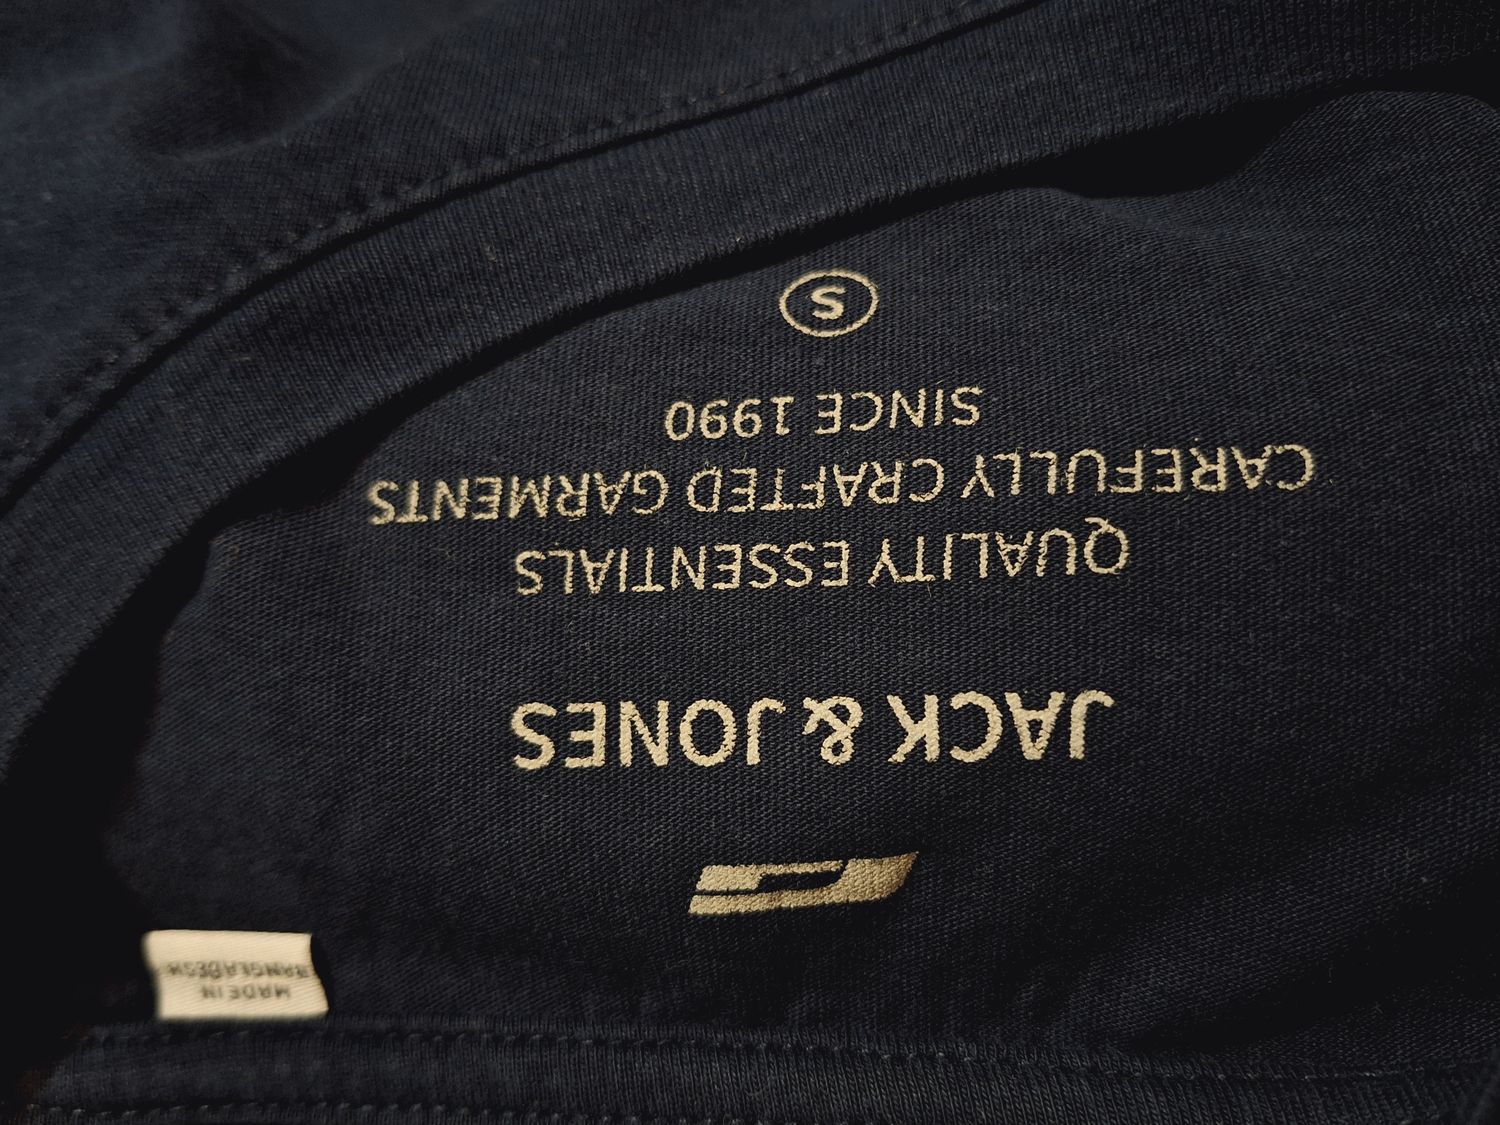 JACK & JONES
QUALITY ESSENTIALS
CAREFULLY CRAFTED GARMENTS
SINCE 1990
S
MADE IN
BANGLADESH